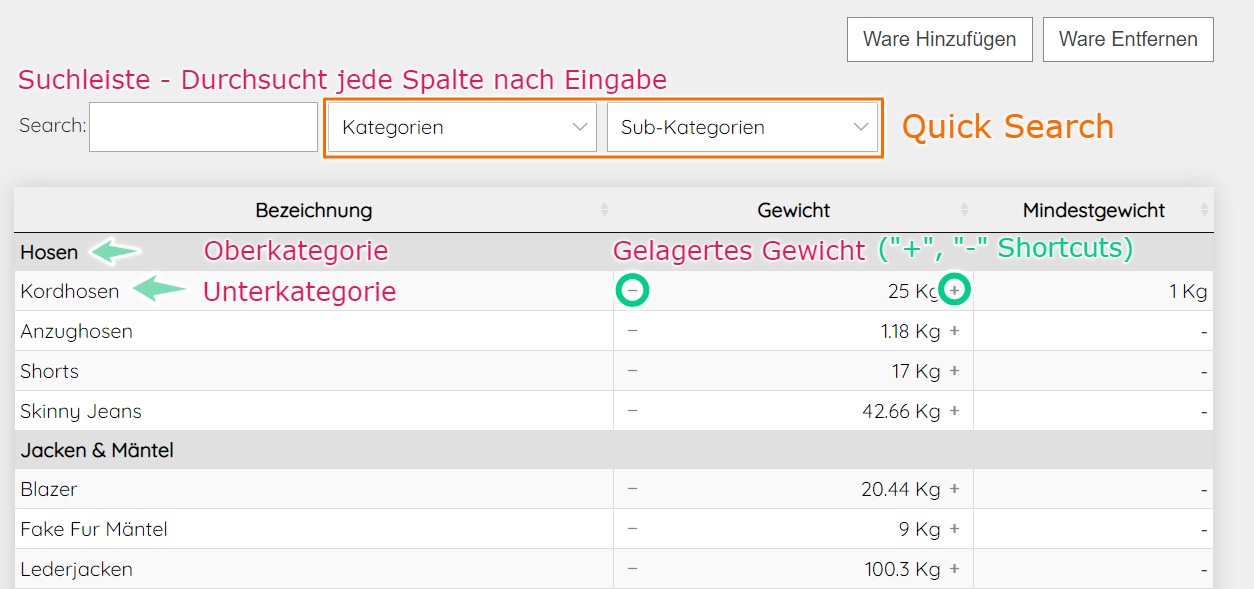 Ware Hinzufügen Ware Entfernen
Suchleiste - Durchsucht jede Spalte nach Eingabe
Search: Kategorien Sub-Kategorien Quick Search
Bezeichnung Gewicht Mindestgewicht
Hosen Oberkategorie Gelagertes Gewicht ("+", "-" Shortcuts)
Kordhosen Unterkategorie − 25 Kg + 1 Kg
Anzughosen − 1.18 Kg + -
Shorts − 17 Kg + -
Skinny Jeans − 42.66 Kg + -
Jacken & Mäntel
Blazer − 20.44 Kg + -
Fake Fur Mäntel − 9 Kg + -
Lederjacken − 100.3 Kg + -